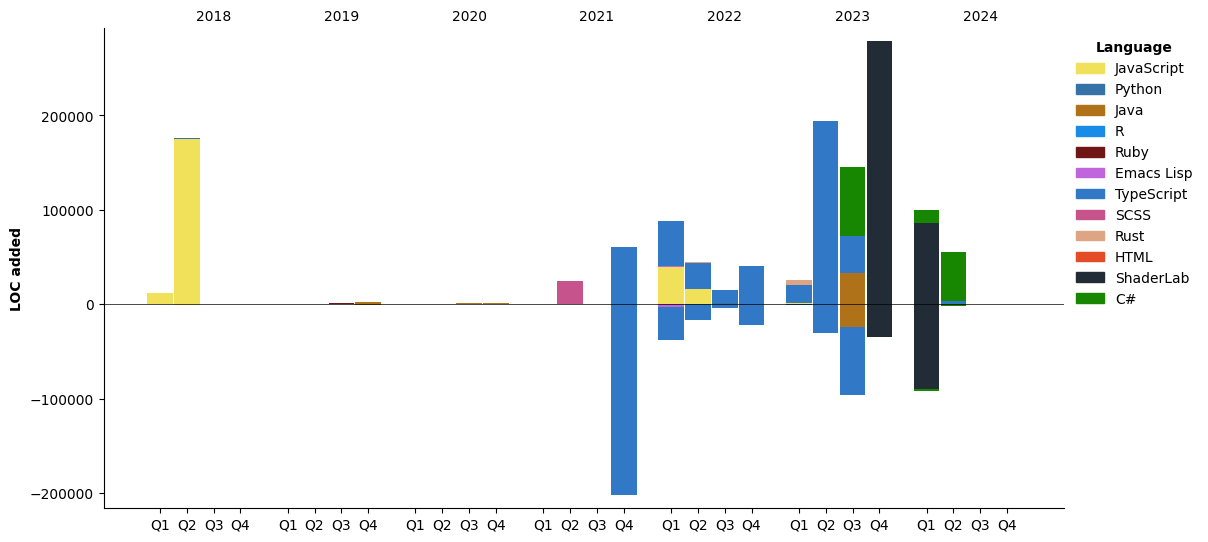 2018 2019 2020 2021 2022 2023 2024
Language
JavaScript
Python
Java
R
Ruby
Emacs Lisp
TypeScript
SCSS
Rust
HTML
ShaderLab
C#
LOC added
200000
100000
0
−100000
−200000
Q1 Q2 Q3 Q4 Q1 Q2 Q3 Q4 Q1 Q2 Q3 Q4 Q1 Q2 Q3 Q4 Q1 Q2 Q3 Q4 Q1 Q2 Q3 Q4 Q1 Q2 Q3 Q4